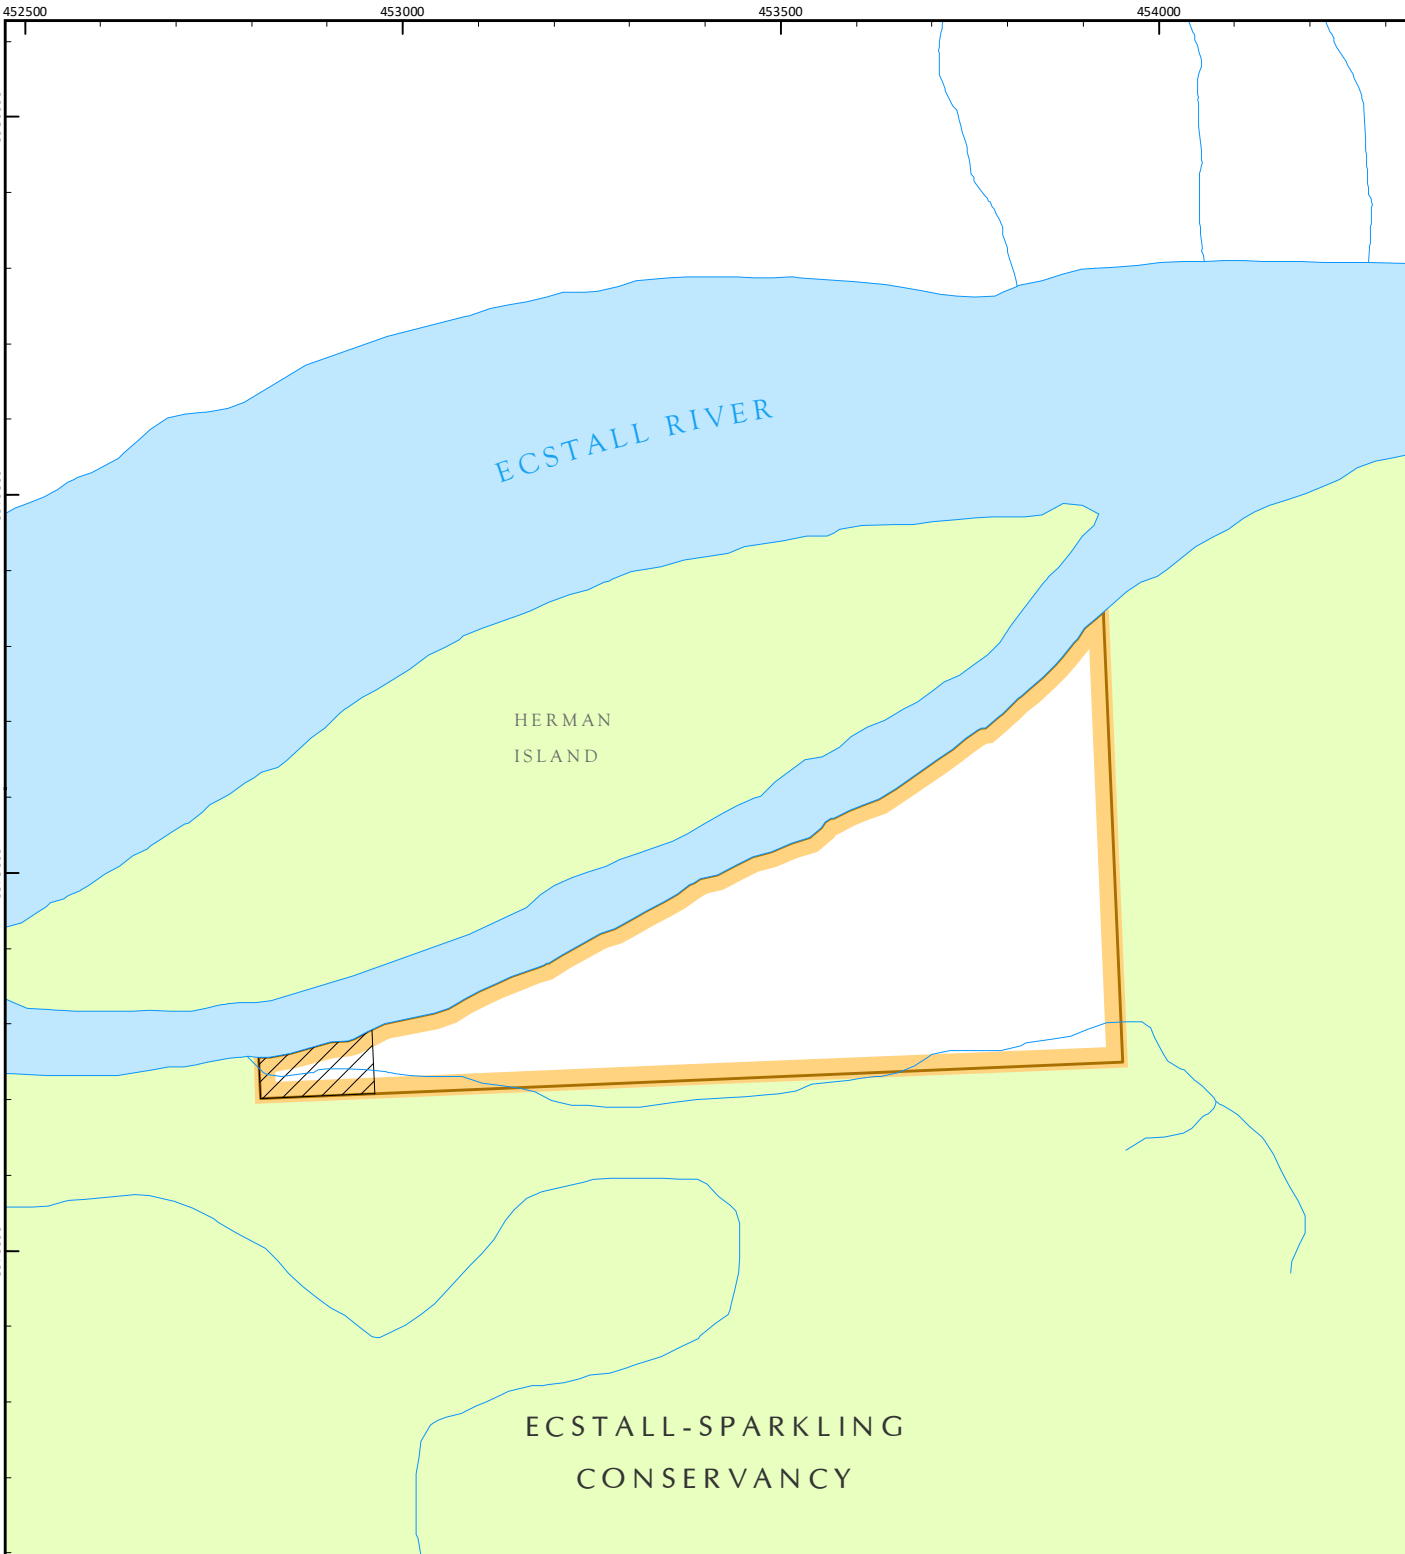 452500
453000
453500
454000
ECSTALL RIVER
HERMAN
ISLAND
ECSTALL-SPARKLING
CONSERVANCY